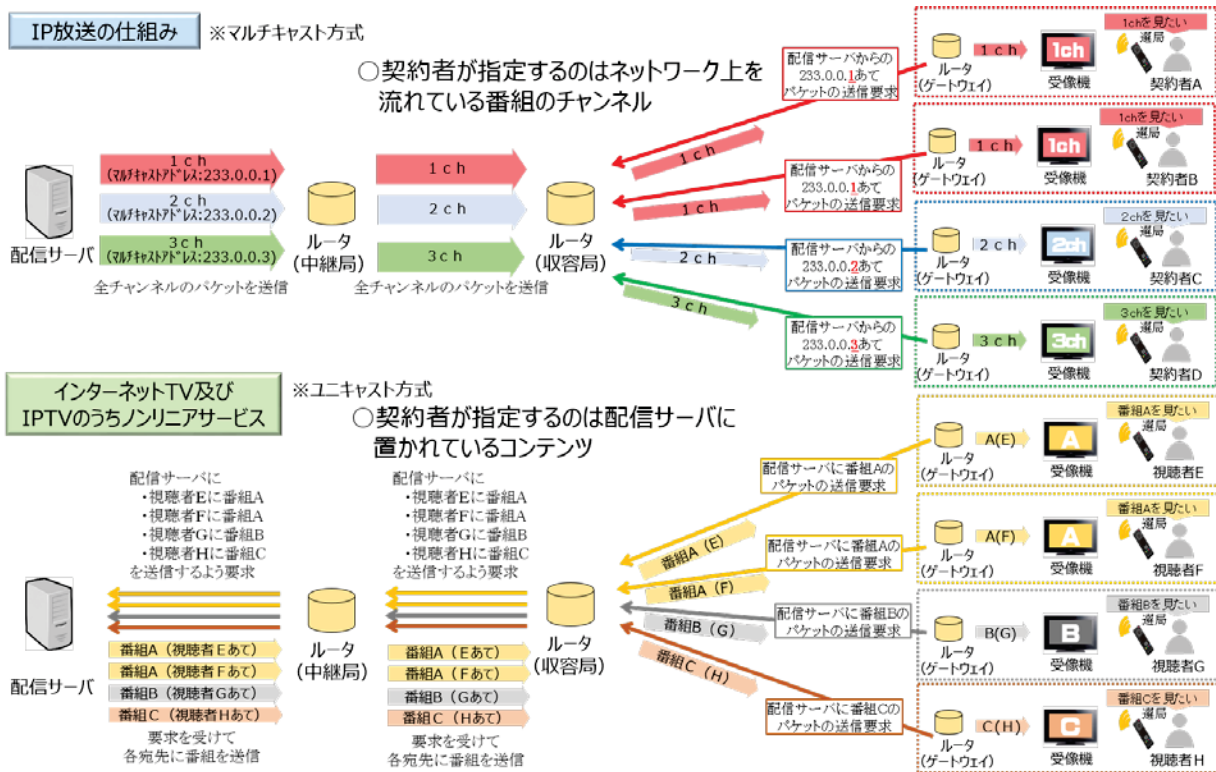 IP放送の仕組み
※マルチキャスト方式
○契約者が指定するのはネットワーク上を
流れている番組のチャンネル
配信サーバ
1ch
(マルチキャストアドレス:233.0.0.1)
2ch
(マルチキャストアドレス:233.0.0.2)
3ch
(マルチキャストアドレス:233.0.0.3)
全チャンネルのパケットを送信
ルータ
(中継局)
1ch
2ch
3ch
全チャンネルのパケットを送信
ルータ
(収容局)
1ch
1ch
2ch
3ch
配信サーバからの
233.0.0.1あて
パケットの送信要求
配信サーバからの
233.0.0.1あて
パケットの送信要求
配信サーバからの
233.0.0.2あて
パケットの送信要求
配信サーバからの
233.0.0.3あて
パケットの送信要求
ルータ
(ゲートウェイ)
1ch
1ch
受像機
1chを見たい
選局
契約者A
ルータ
(ゲートウェイ)
1ch
1ch
受像機
1chを見たい
選局
契約者B
ルータ
(ゲートウェイ)
2ch
2ch
受像機
2chを見たい
選局
契約者C
ルータ
(ゲートウェイ)
3ch
3ch
受像機
3chを見たい
選局
契約者D
インターネットTV及び
IPTVのうちノンリニアサービス
※ユニキャスト方式
○契約者が指定するのは配信サーバに
置かれているコンテンツ
配信サーバに
・視聴者Eに番組A
・視聴者Fに番組A
・視聴者Gに番組B
・視聴者Hに番組C
を送信するよう要求
配信サーバ
番組A(視聴者Eあて)
番組A(視聴者Fあて)
番組B(視聴者Gあて)
番組C(視聴者Hあて)
要求を受けて
各宛先に番組を送信
ルータ
(中継局)
配信サーバに
・視聴者Eに番組A
・視聴者Fに番組A
・視聴者Gに番組B
・視聴者Hに番組C
を送信するよう要求
番組A(Eあて)
番組A(Fあて)
番組B(Gあて)
番組C(Hあて)
要求を受けて
各宛先に番組を送信
ルータ
(収容局)
番組A(E)
番組A(F)
番組B(G)
番組C(H)
配信サーバに番組Aの
パケットの送信要求
配信サーバに番組Aの
パケットの送信要求
配信サーバに番組Bの
パケットの送信要求
配信サーバに番組Cの
パケットの送信要求
ルータ
(ゲートウェイ)
A(E)
A
受像機
番組Aを見たい
選局
視聴者E
ルータ
(ゲートウェイ)
A(F)
A
受像機
番組Aを見たい
選局
視聴者F
ルータ
(ゲートウェイ)
B(G)
B
受像機
番組Bを見たい
選局
視聴者G
ルータ
(ゲートウェイ)
C(H)
C
受像機
番組Cを見たい
選局
視聴者H